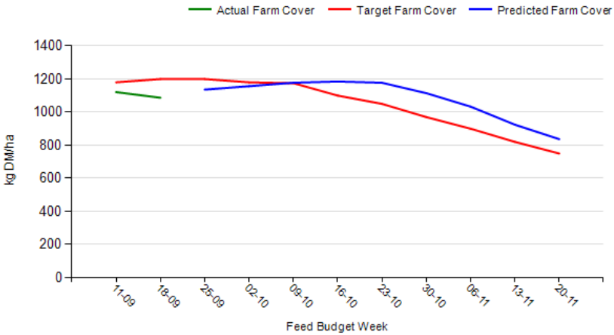 Actual Farm Cover Target Farm Cover Predicted Farm Cover
1400
1200
1000
800
600
400
200
0
kg DM/ha
11-09 18-09 25-09 02-10 09-10 16-10 23-10 30-10 06-11 13-11 20-11
Feed Budget Week